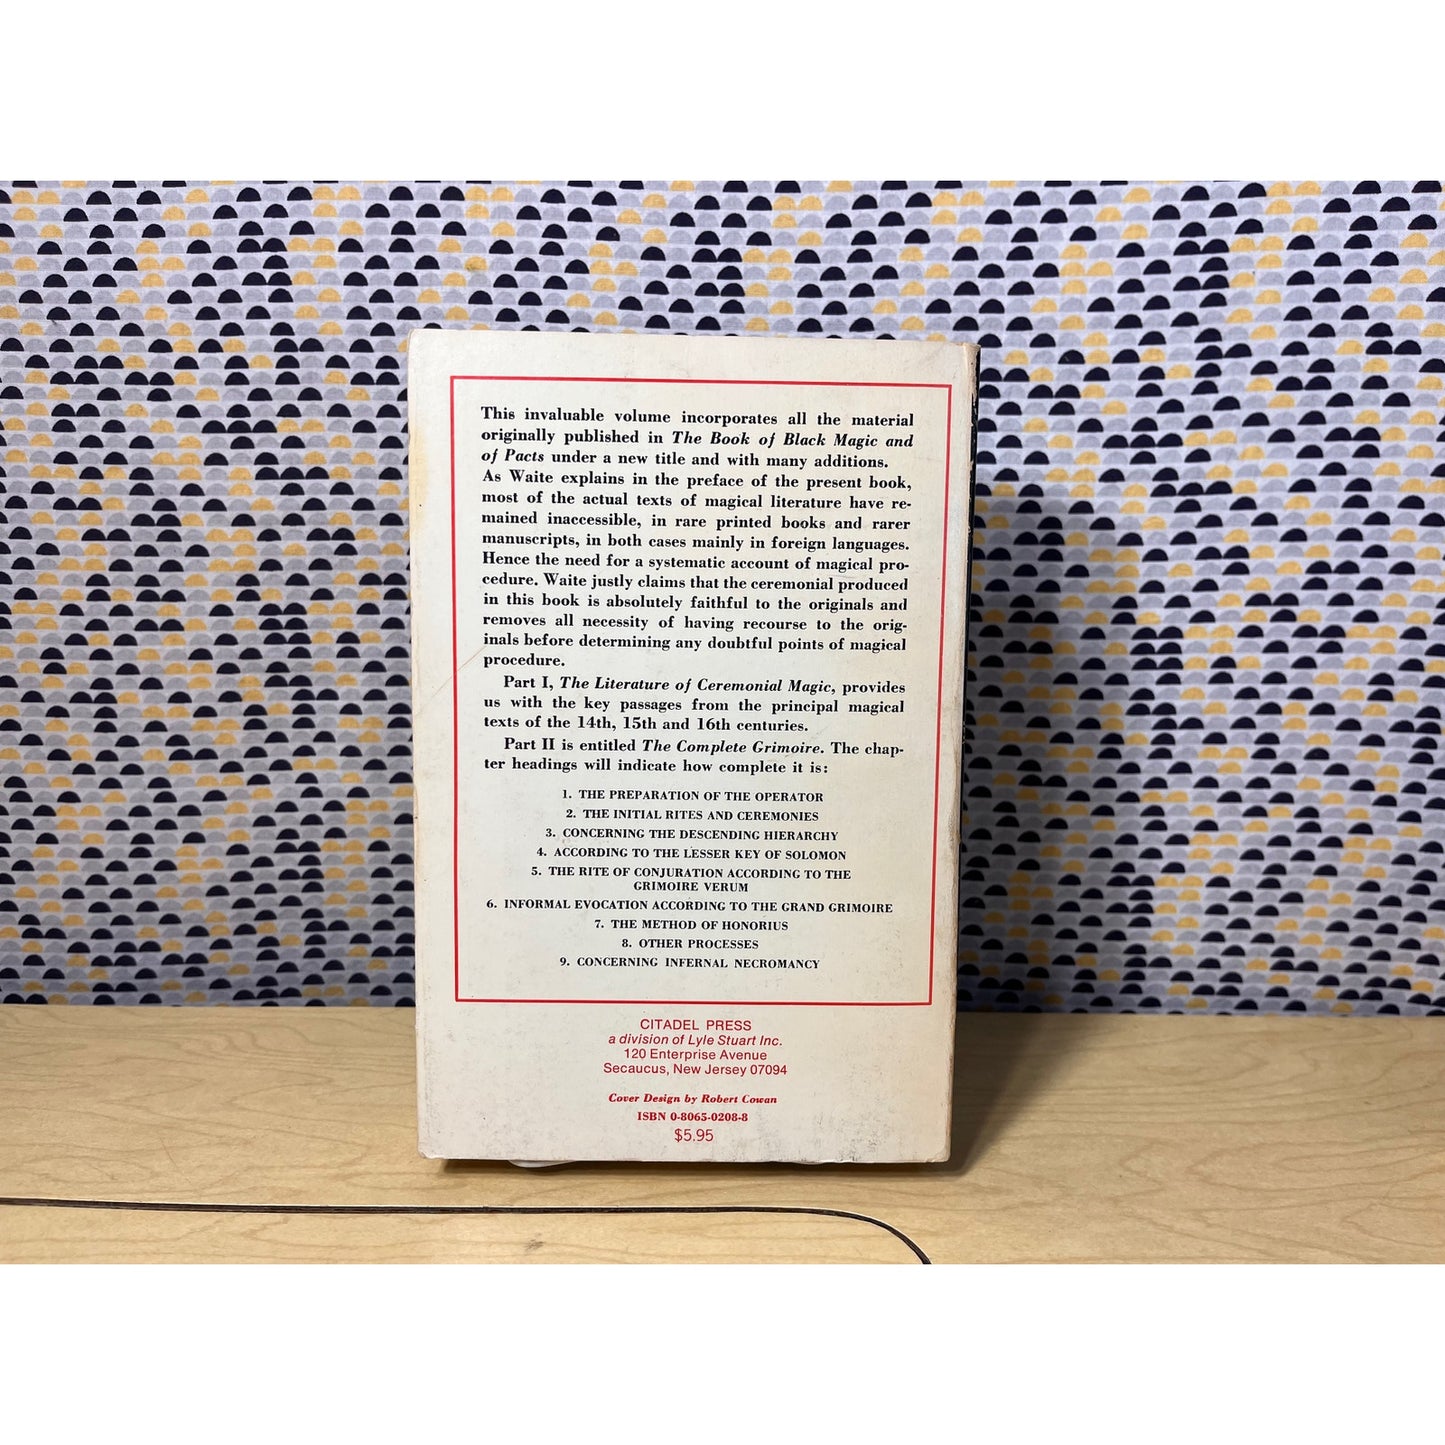 This invaluable volume incorporates all the material
originally published in The Book of Black Magic and
of Pacts under a new title and with many additions.
As Waite explains in the preface of the present book,
most of the actual texts of magical literature have re-
mained inaccessible, in rare printed books and rarer
manuscripts, in both cases mainly in foreign languages.
Hence the need for a systematic account of magical pro-
cedure. Waite justly claims that the ceremonial produced
in this book is absolutely faithful to the originals and
removes all necessity of having recourse to the orig-
inals before determining any doubtful points of magical
procedure.
Part I, The Literature of Ceremonial Magic, provides
us with the key passages from the principal magical
texts of the 14th, 15th and 16th centuries.
Part II is entitled The Complete Grimoire. The chap-
ter headings will indicate how complete it is:
1. THE PREPARATION OF THE OPERATOR
2. THE INITIAL RITES AND CEREMONIES
3. CONCERNING THE DESCENDING HIERARCHY
4. ACCORDING TO THE LESSER KEY OF SOLOMON
5. THE RITE OF CONJURATION ACCORDING TO THE
GRIMOIRE VERUM
6. INFORMAL EVOCATION ACCORDING TO THE GRAND GRIMOIRE
7. THE METHOD OF HONORIUS
8. OTHER PROCESSES
9. CONCERNING INFERNAL NECROMANCY
CITADEL PRESS
a division of Lyle Stuart Inc.
120 Enterprise Avenue
Secaucus, New Jersey 07094
Cover Design by Robert Cowan
ISBN 0-8065-0208-8
$5.95